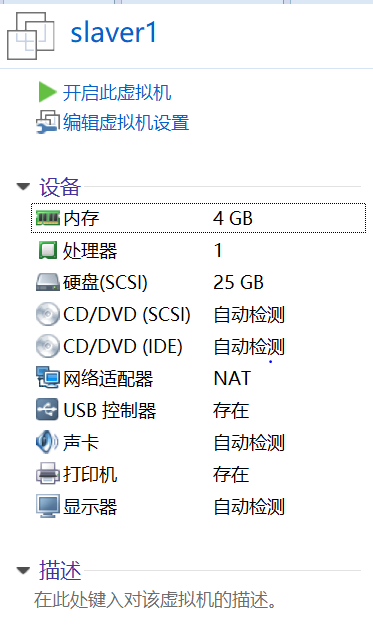 slaver1
开启此虚拟机
编辑虚拟机设置
设备
内存 4 GB
处理器 1
硬盘(SCSI) 25 GB
CD/DVD (SCSI) 自动检测
CD/DVD (IDE) 自动检测
网络适配器 NAT
USB 控制器 存在
声卡 自动检测
打印机 存在
显示器 自动检测
描述
在此处键入对该虚拟机的描述。